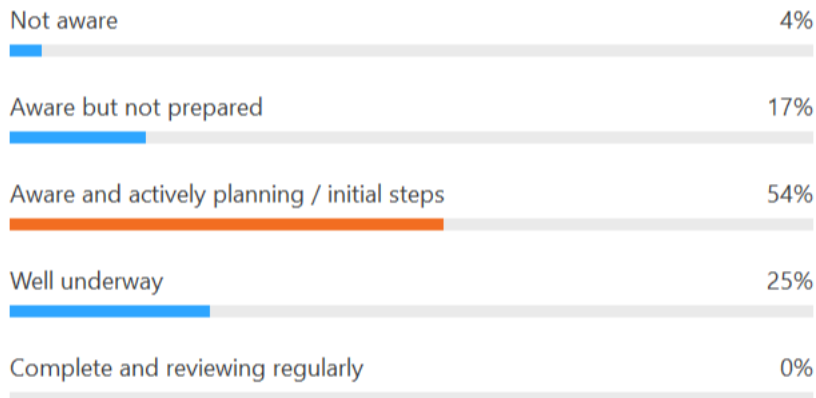 Not aware 4%
Aware but not prepared 17%
Aware and actively planning / initial steps 54%
Well underway 25%
Complete and reviewing regularly 0%